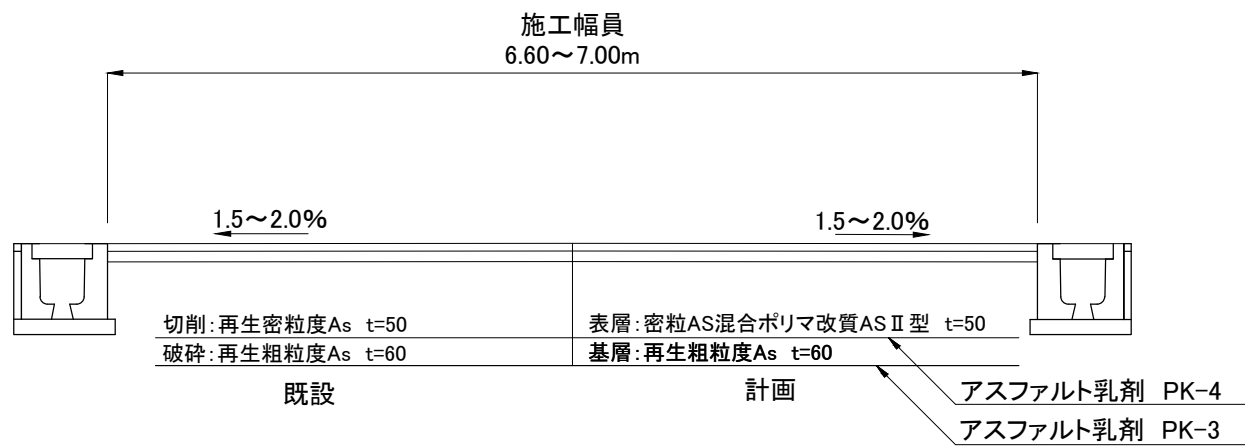 施工幅員
6.60～7.00m
1.5～2.0%
1.5～2.0%
切削:再生密粒度As t=50
表層:密粒AS混合ポリマ改質ASⅡ型 t=50
破砕:再生粗粒度As t=60
基層:再生粗粒度As t=60
既設
計画
アスファルト乳剤 PK-4
アスファルト乳剤 PK-3